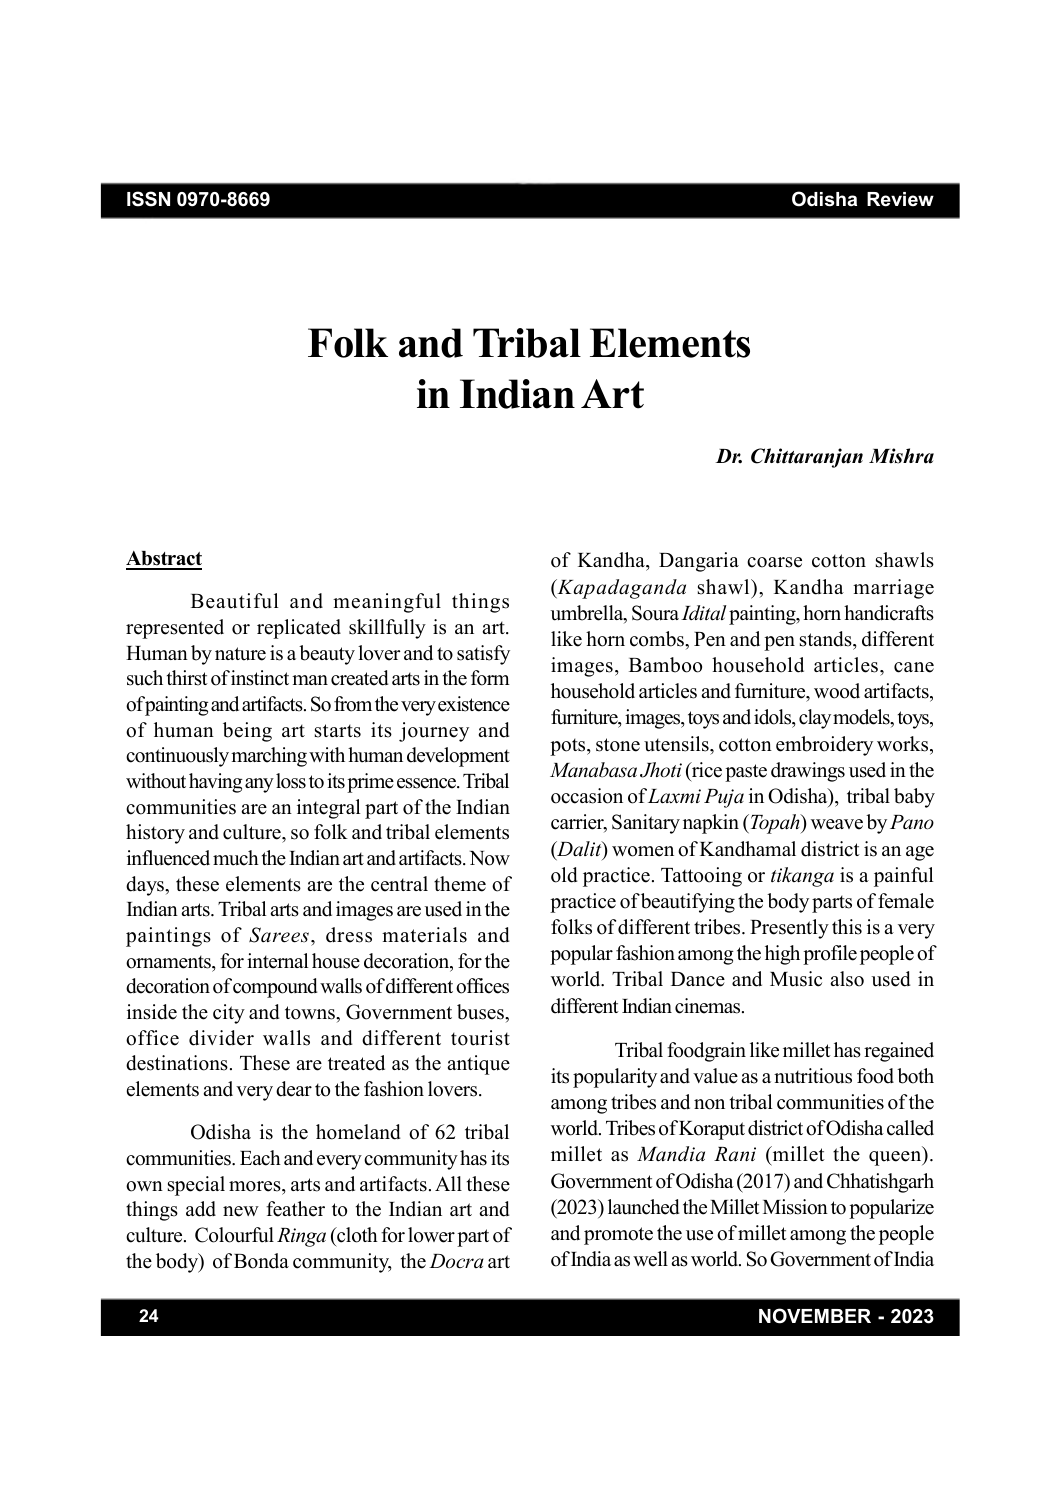 ISSN 0970-8669
Odisha Review
Folk and Tribal Elements
in Indian Art
Dr. Chittaranjan Mishra
Abstract
Beautiful and meaningful things
represented or replicated skillfully is an art.
Human by nature is a beauty lover and to satisfy
such thirst of instinct man created arts in the form
of painting and artifacts. So from the very existence
of human being art starts its journey and
continuously marching with human development
without having any loss to its prime essence. Tribal
communities are an integral part of the Indian
history and culture, so folk and tribal elements
influenced much the Indian art and artifacts. Now
days, these elements are the central theme of
Indian arts. Tribal arts and images are used in the
paintings of Sarees, dress materials and
ornaments, for internal house decoration, for the
decoration of compound walls of different offices
inside the city and towns, Government buses,
office divider walls and different tourist
destinations. These are treated as the antique
elements and very dear to the fashion lovers.
Odisha is the homeland of 62 tribal
communities. Each and every community has its
own special mores, arts and artifacts. All these
things add new feather to the Indian art and
culture. Colourful Ringa (cloth for lower part of
the body) of Bonda community, the Docra art
of Kandha, Dangaria coarse cotton shawls
(Kapadaganda shawl), Kandha marriage
umbrella, Soura Idital painting, horn handicrafts
like horn combs, Pen and pen stands, different
images, Bamboo household articles, cane
household articles and furniture, wood artifacts,
furniture, images, toys and idols, clay models, toys,
pots, stone utensils, cotton embroidery works,
Manabasa Jhoti (rice paste drawings used in the
occasion of Laxmi Puja in Odisha), tribal baby
carrier, Sanitary napkin (Topah) weave by Pano
(Dalit) women of Kandhamal district is an age
old practice. Tattooing or tikanga is a painful
practice of beautifying the body parts of female
folks of different tribes. Presently this is a very
popular fashion among the high profile people of
world. Tribal Dance and Music also used in
different Indian cinemas.
Tribal foodgrain like millet has regained
its popularity and value as a nutritious food both
among tribes and non tribal communities of the
world. Tribes of Koraput district of Odisha called
millet as Mandia Rani (millet the queen).
Government of Odisha (2017) and Chhatishgarh
(2023) launched the Millet Mission to popularize
and promote the use of millet among the people
of India as well as world. So Government of India
24
NOVEMBER - 2023